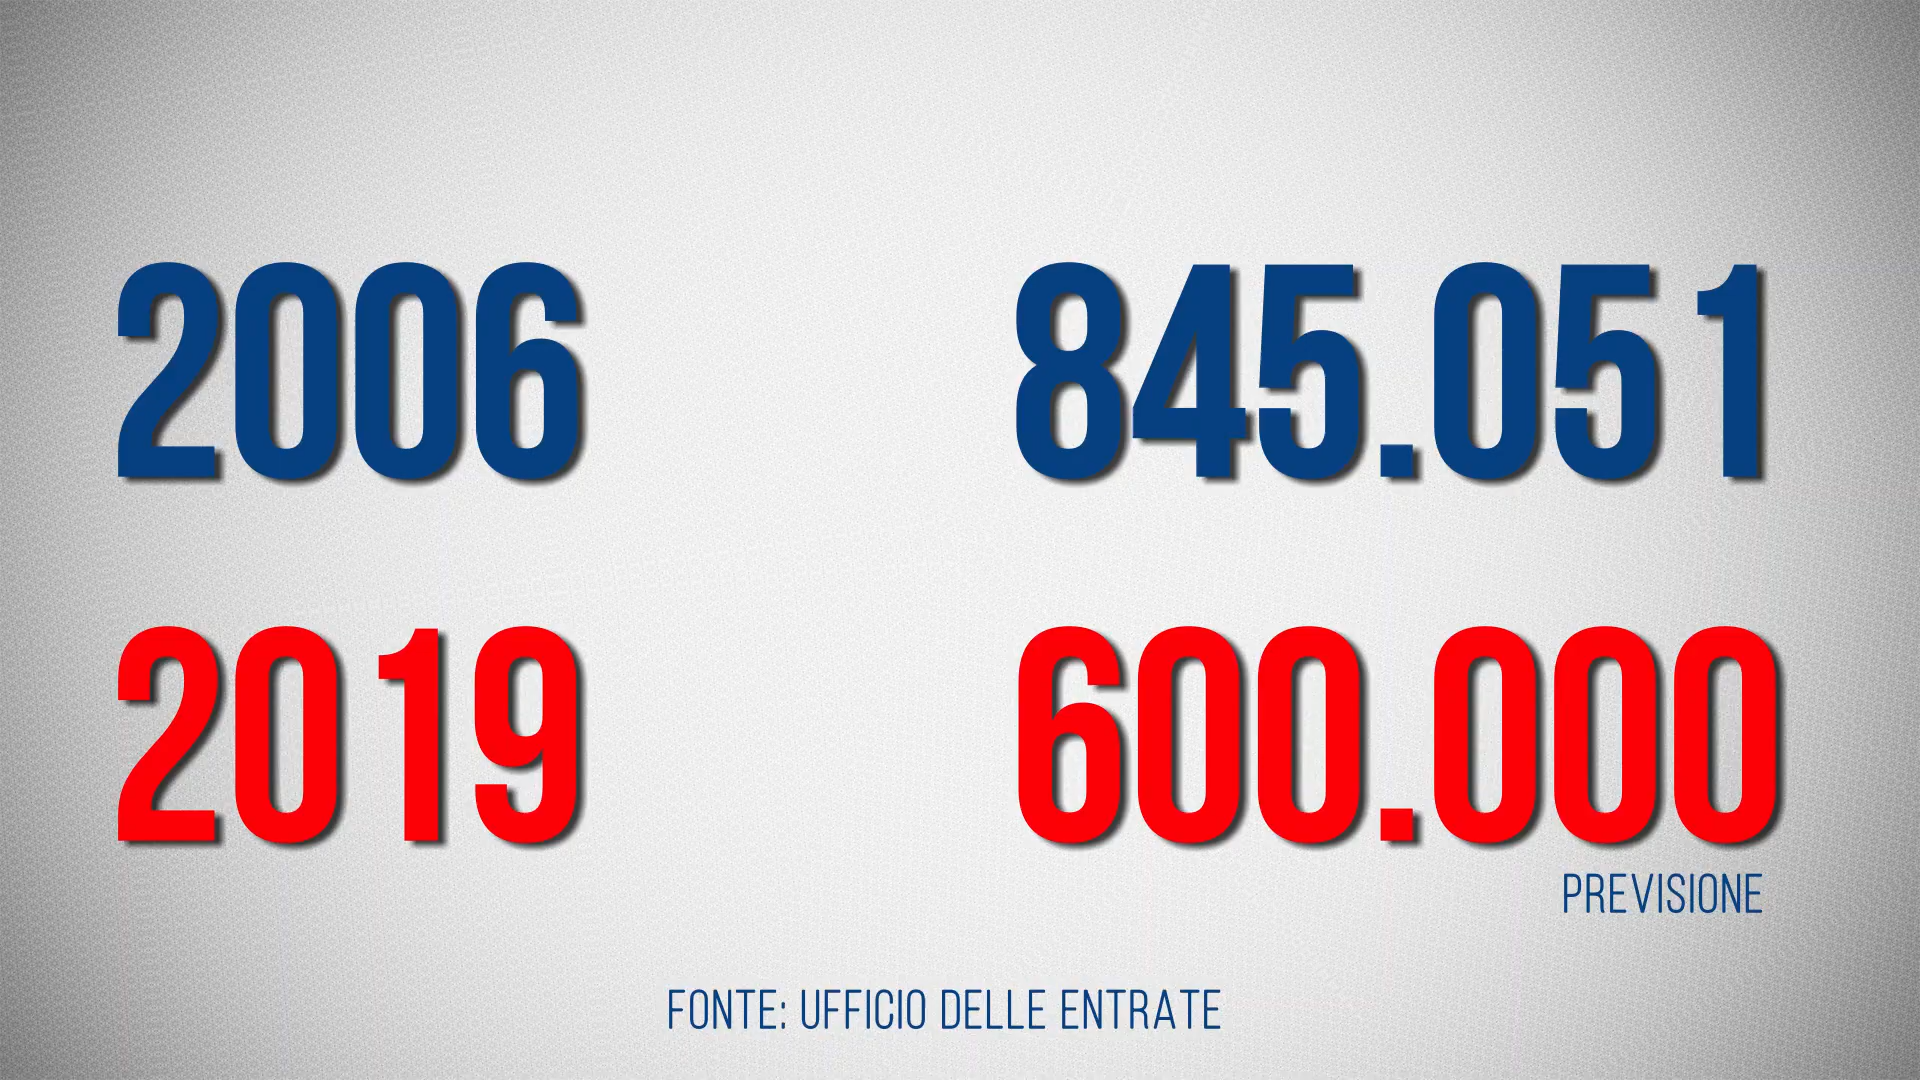 2006 845.051
2019 600.000
PREVISIONE
FONTE: UFFICIO DELLE ENTRATE